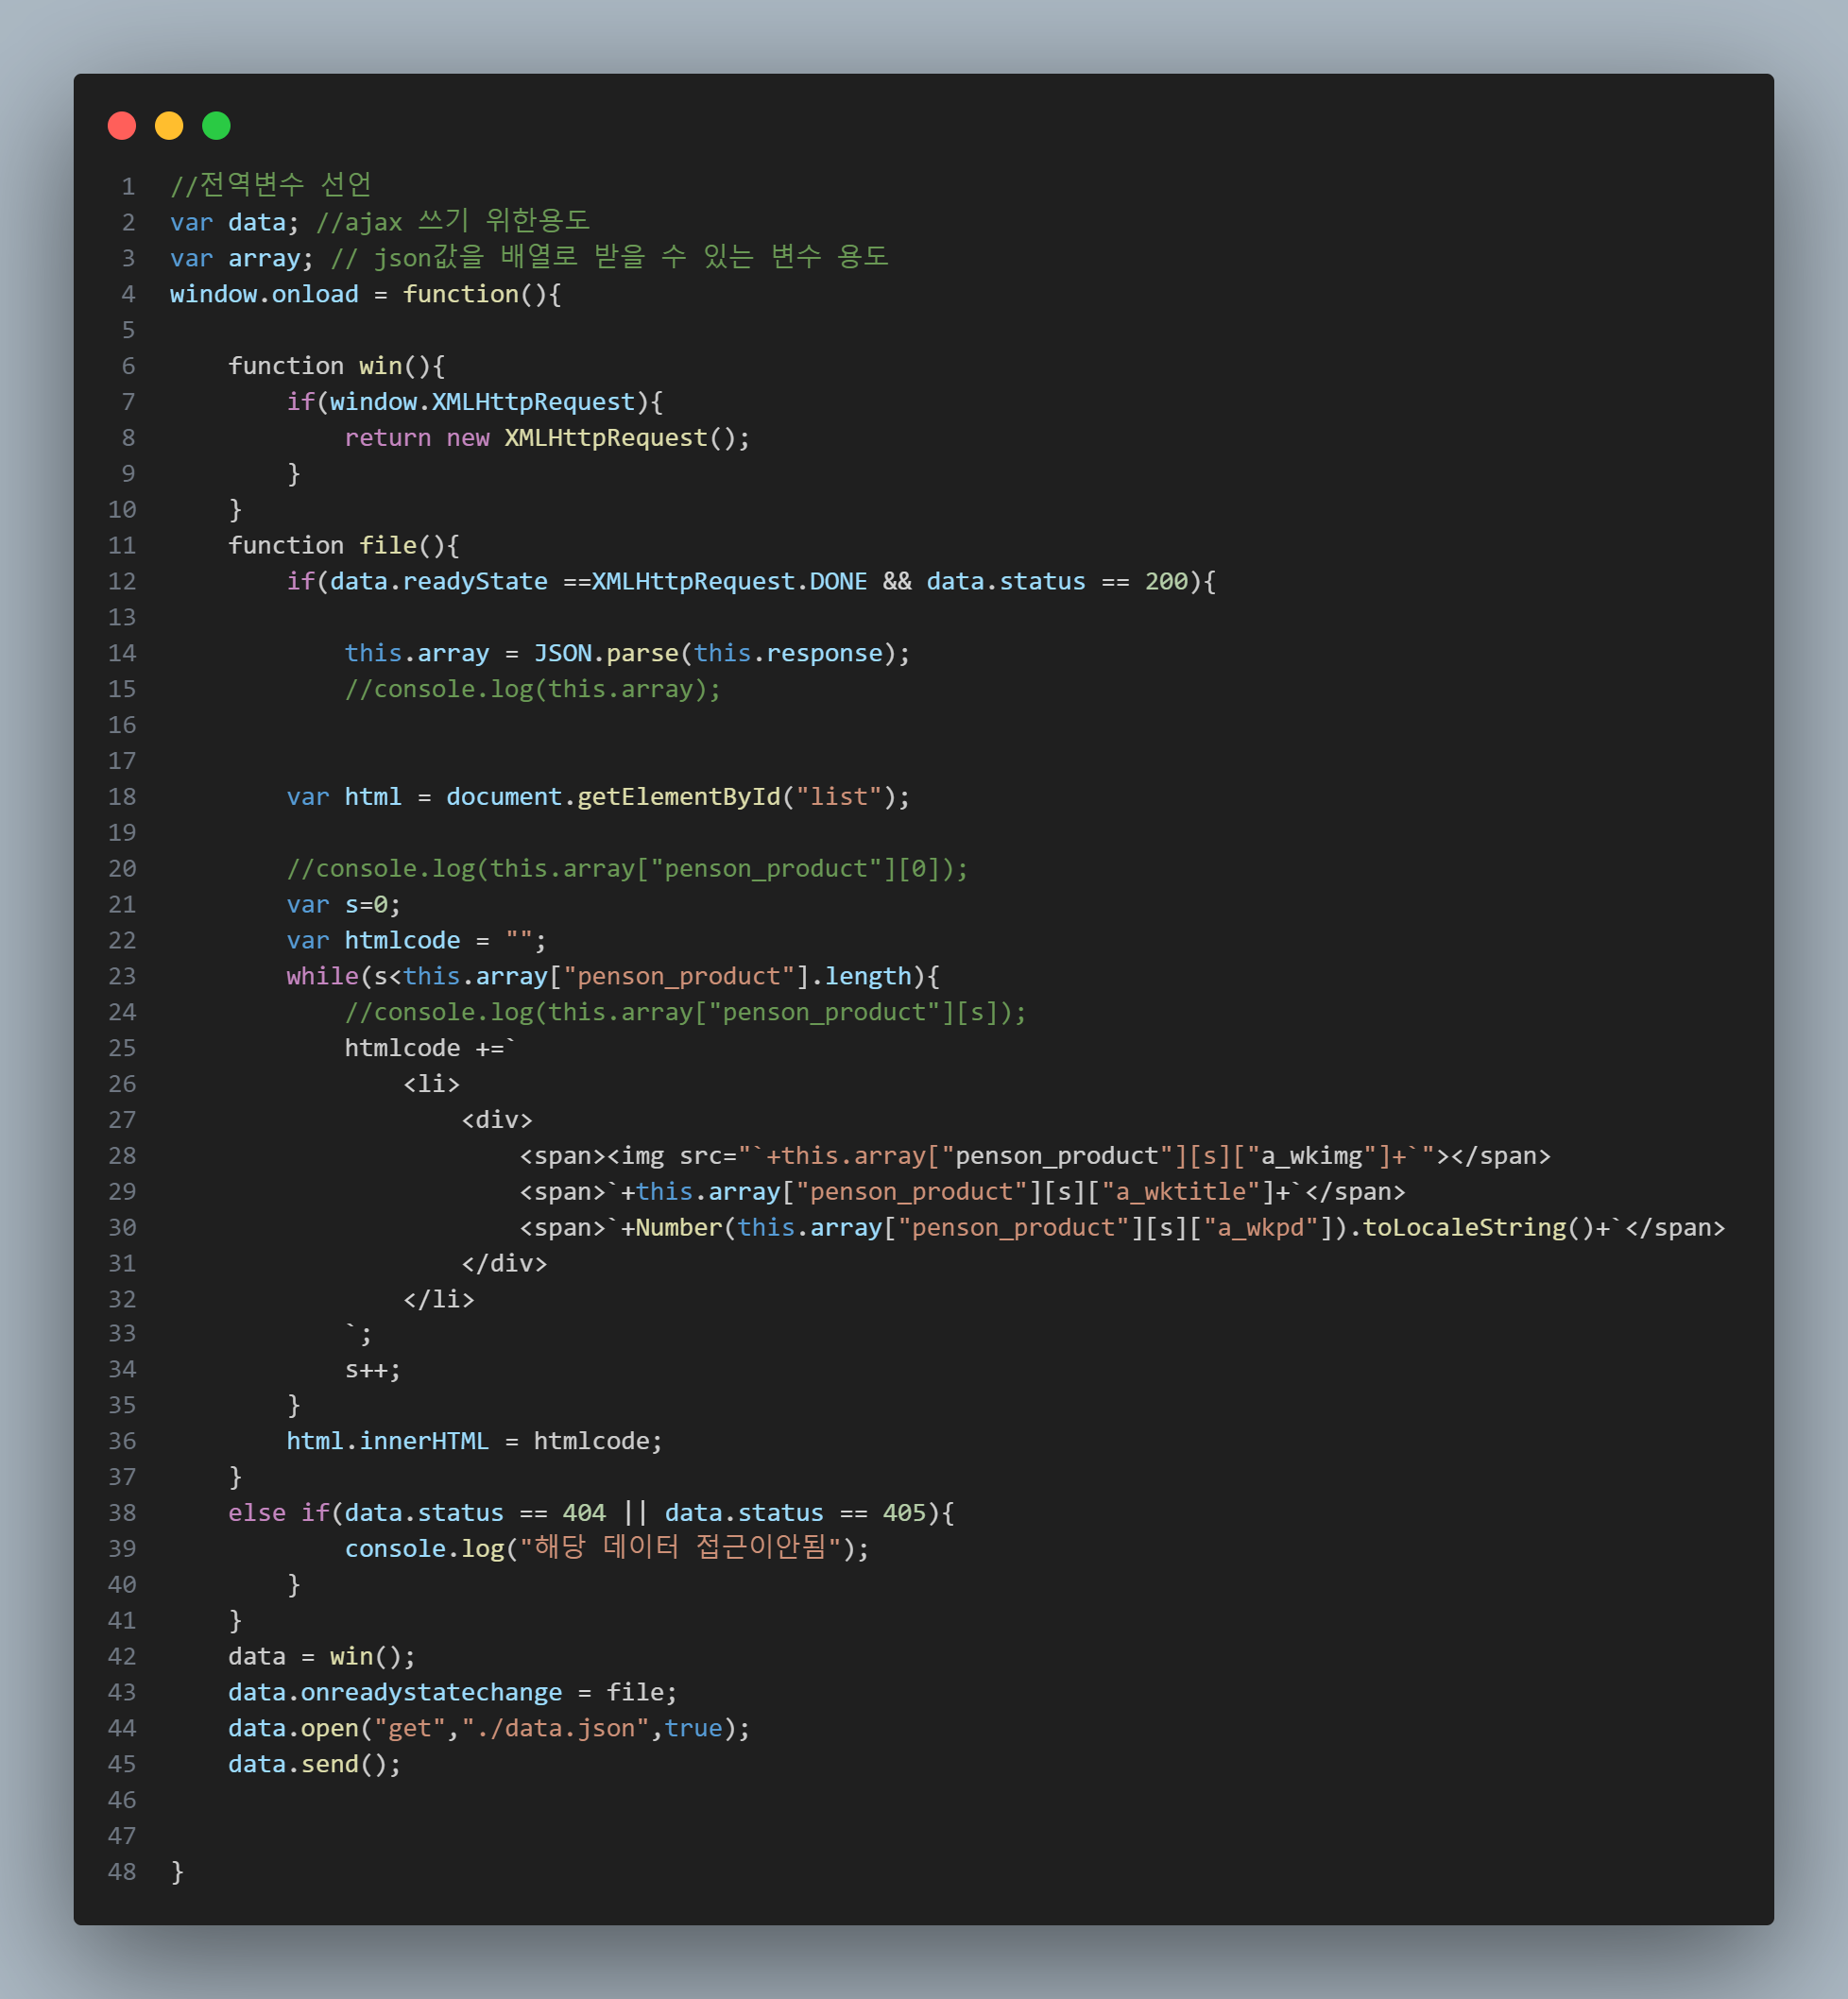 1 //전역변수 선언
2 var data; //ajax 쓰기 위한용도
3 var array; // json값을 배열로 받을 수 있는 변수 용도
4 window.onload = function(){
5
6     function win(){
7         if(window.XMLHttpRequest){
8             return new XMLHttpRequest();
9         }
10     }
11     function file(){
12         if(data.readyState ==XMLHttpRequest.DONE && data.status == 200){
13
14             this.array = JSON.parse(this.response);
15             //console.log(this.array);
16
17
18         var html = document.getElementById("list");
19
20         //console.log(this.array["penson_product"][0]);
21         var s=0;
22         var htmlcode = "";
23         while(s<this.array["penson_product"].length){
24             //console.log(this.array["penson_product"][s]);
25             htmlcode +=`
26                 <li>
27                     <div>
28                         <span><img src="`+this.array["penson_product"][s]["a_wkimg"]+`"></span>
29                         <span>`+this.array["penson_product"][s]["a_wktitle"]+`</span>
30                         <span>`+Number(this.array["penson_product"][s]["a_wkpd"]).toLocaleString()+`</span>
31                     </div>
32                 </li>
33             `;
34             s++;
35         }
36         html.innerHTML = htmlcode;
37     }
38     else if(data.status == 404 || data.status == 405){
39             console.log("해당 데이터 접근이안됨");
40         }
41     }
42     data = win();
43     data.onreadystatechange = file;
44     data.open("get","./data.json",true);
45     data.send();
46
47
48 }